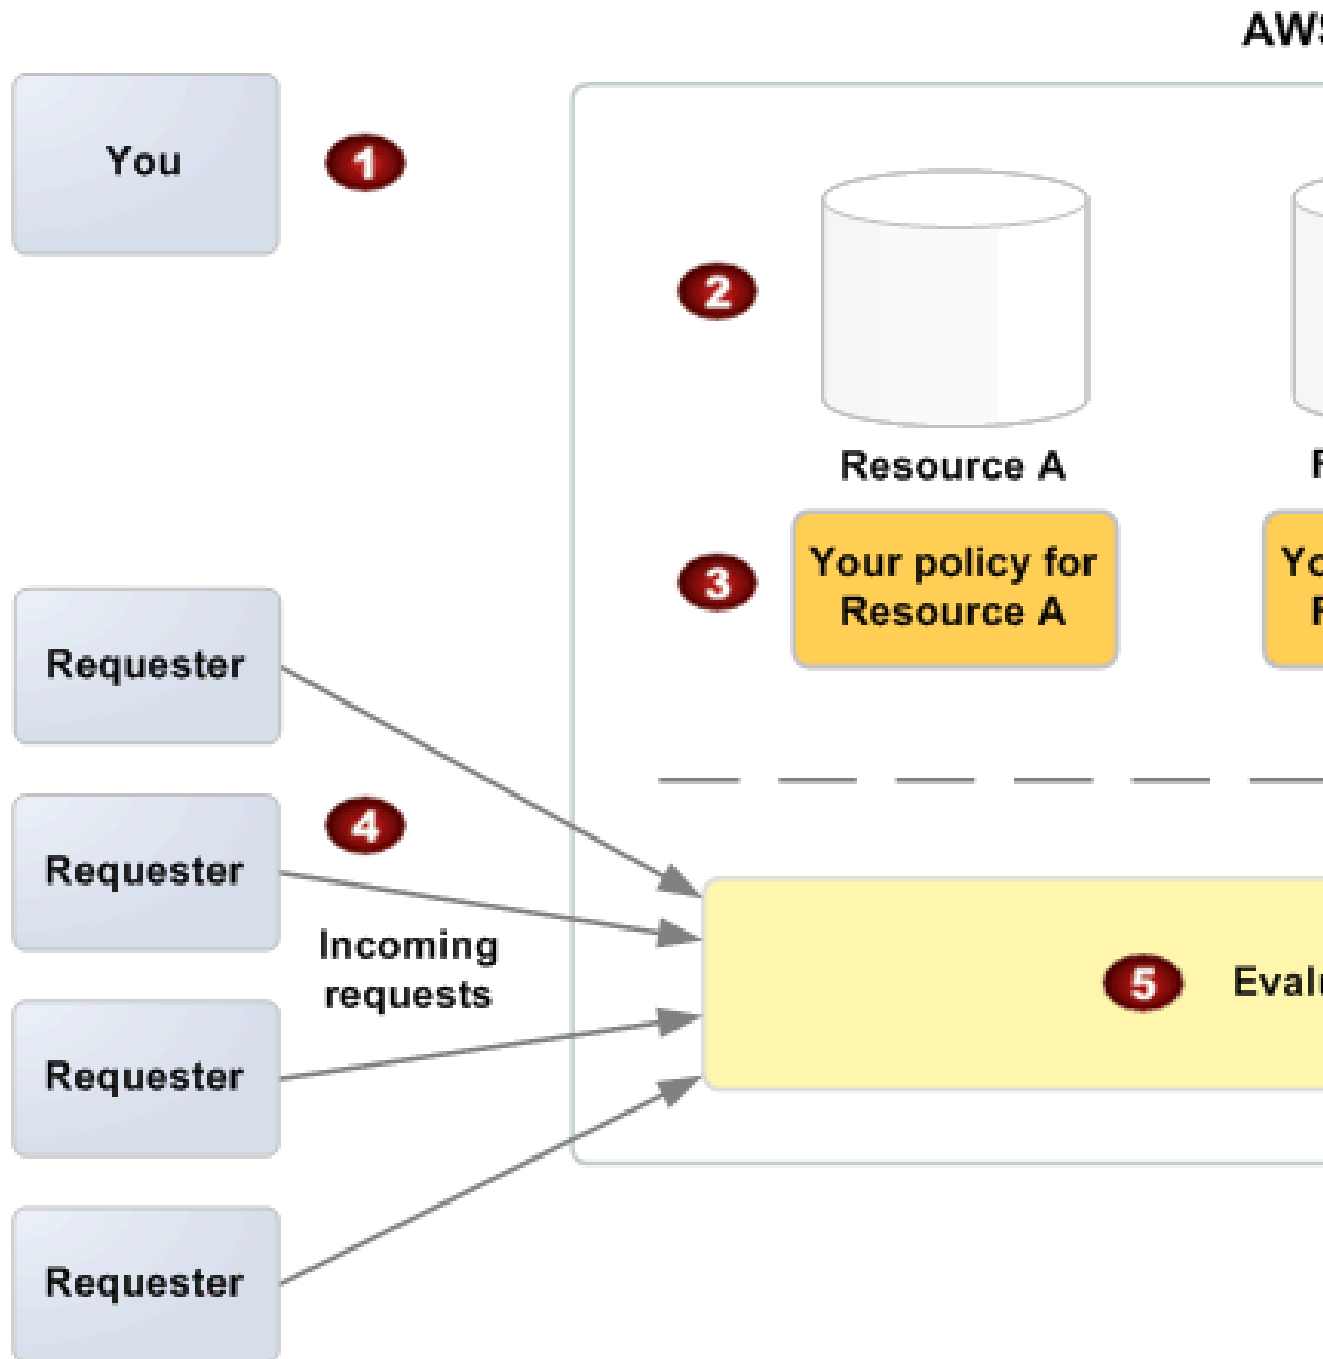 AWS
You
1
2
Resource A
3
Your policy for
Resource A
Requester
Requester
4
Incoming
requests
5
Requester
Requester